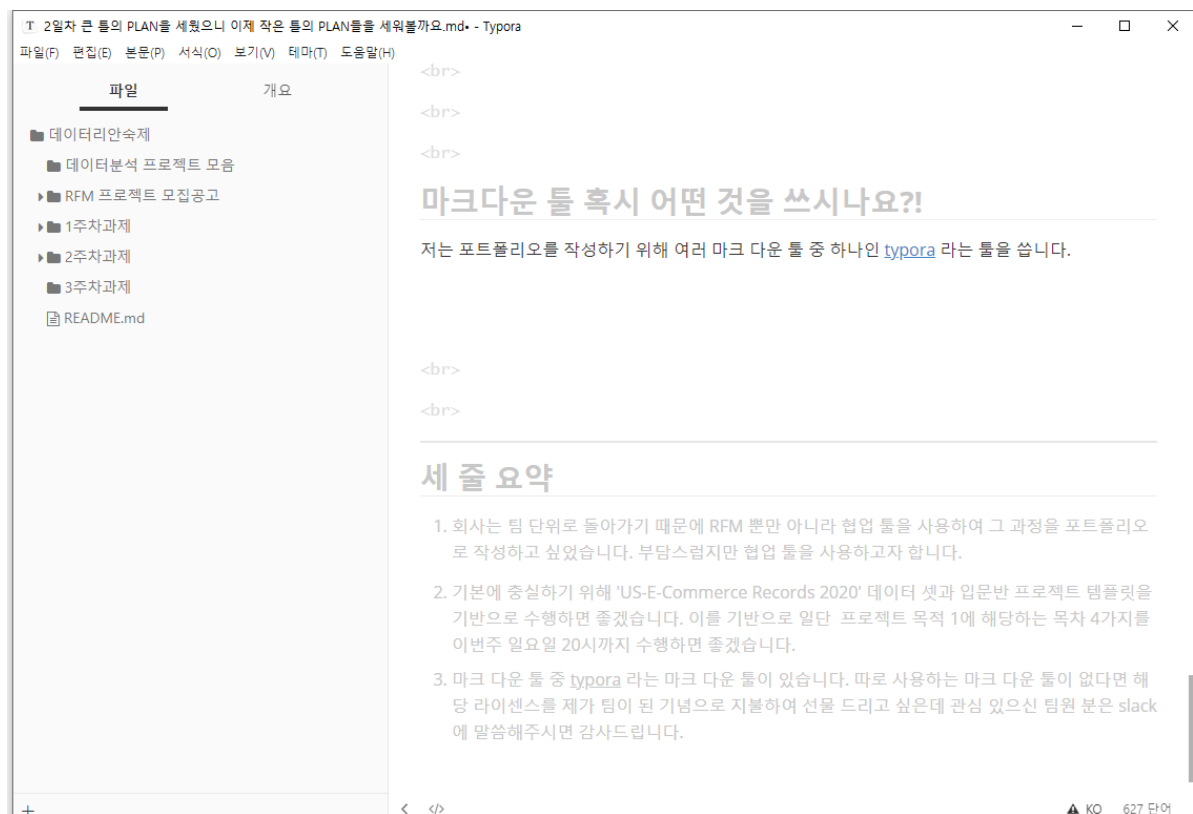 T 2일차 큰 틀의 PLAN을 세웠으니 이제 작은 틀의 PLAN들을 세워볼까요.md• - Typora
파일(F) 편집(E) 본문(P) 서식(O) 보기(V) 테마(T) 도움말(H)
파일 개요
데이터리안숙제
데이터분석 프로젝트 모음
RFM 프로젝트 모집공고
1주차과제
2주차과제
3주차과제
README.md
<br>
<br>
<br>
마크다운 툴 혹시 어떤 것을 쓰시나요?!
저는 포트폴리오를 작성하기 위해 여러 마크 다운 툴 중 하나인 typora 라는 툴을 씁니다.
<br>
<br>
세 줄 요약
1. 회사는 팀 단위로 돌아가기 때문에 RFM 뿐만 아니라 협업 툴을 사용하여 그 과정을 포트폴리오
로 작성하고 싶었습니다. 부담스럽지만 협업 툴을 사용하고자 합니다.
2. 기본에 충실하기 위해 'US-E-Commerce Records 2020' 데이터 셋과 입문반 프로젝트 템플릿을
기반으로 수행하면 좋겠습니다. 이를 기반으로 일단 프로젝트 목적 1에 해당하는 목차 4가지를
이번주 일요일 20시까지 수행하면 좋겠습니다.
3. 마크 다운 툴 중 typora 라는 마크 다운 툴이 있습니다. 따로 사용하는 마크 다운 툴이 없다면 해
당 라이센스를 제가 팀이 된 기념으로 지불하여 선물 드리고 싶은데 관심 있으신 팀원 분은 slack
에 말씀해주시면 감사드립니다.
+ < </> KO 627 단어